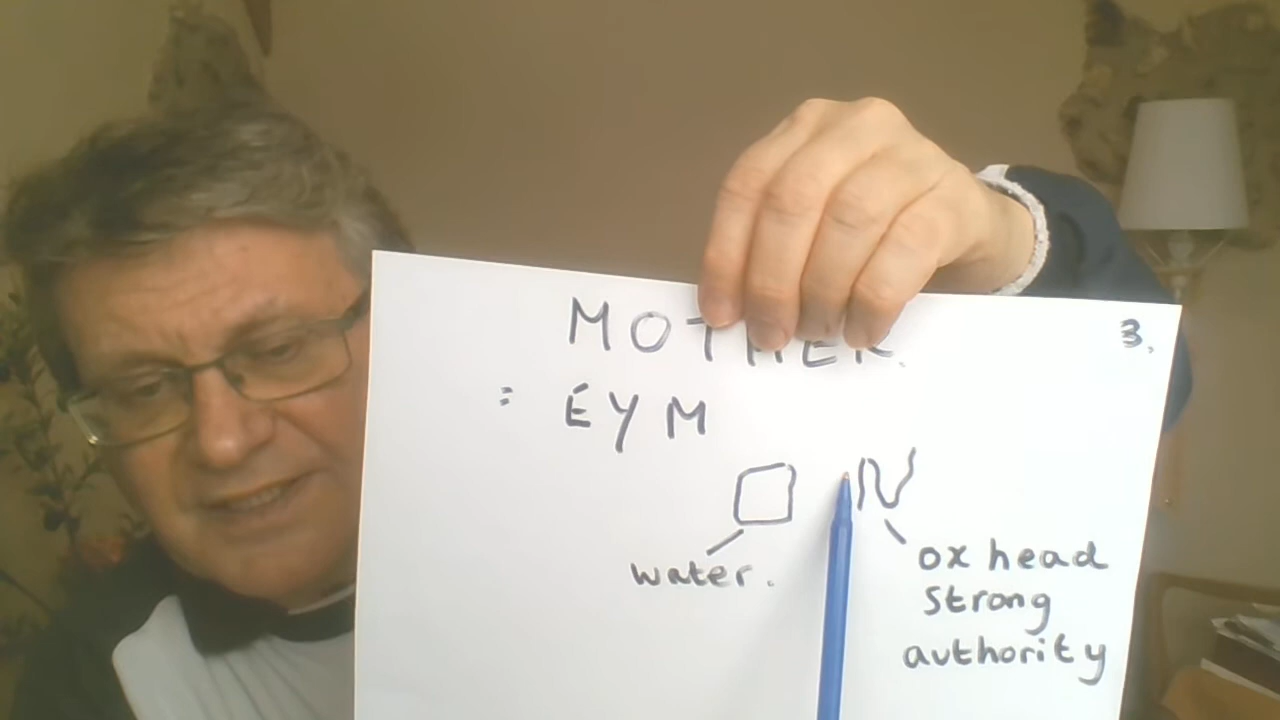 3.
MOTHER.
= EYM
ם א
water. ox head
strong
authority